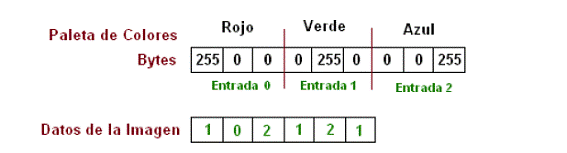 Rojo Verde Azul
Paleta de Colores
Bytes 255 0 0 0 255 0 0 0 255
Entrada 0 Entrada 1 Entrada 2
Datos de la Imagen 1 0 2 1 2 1